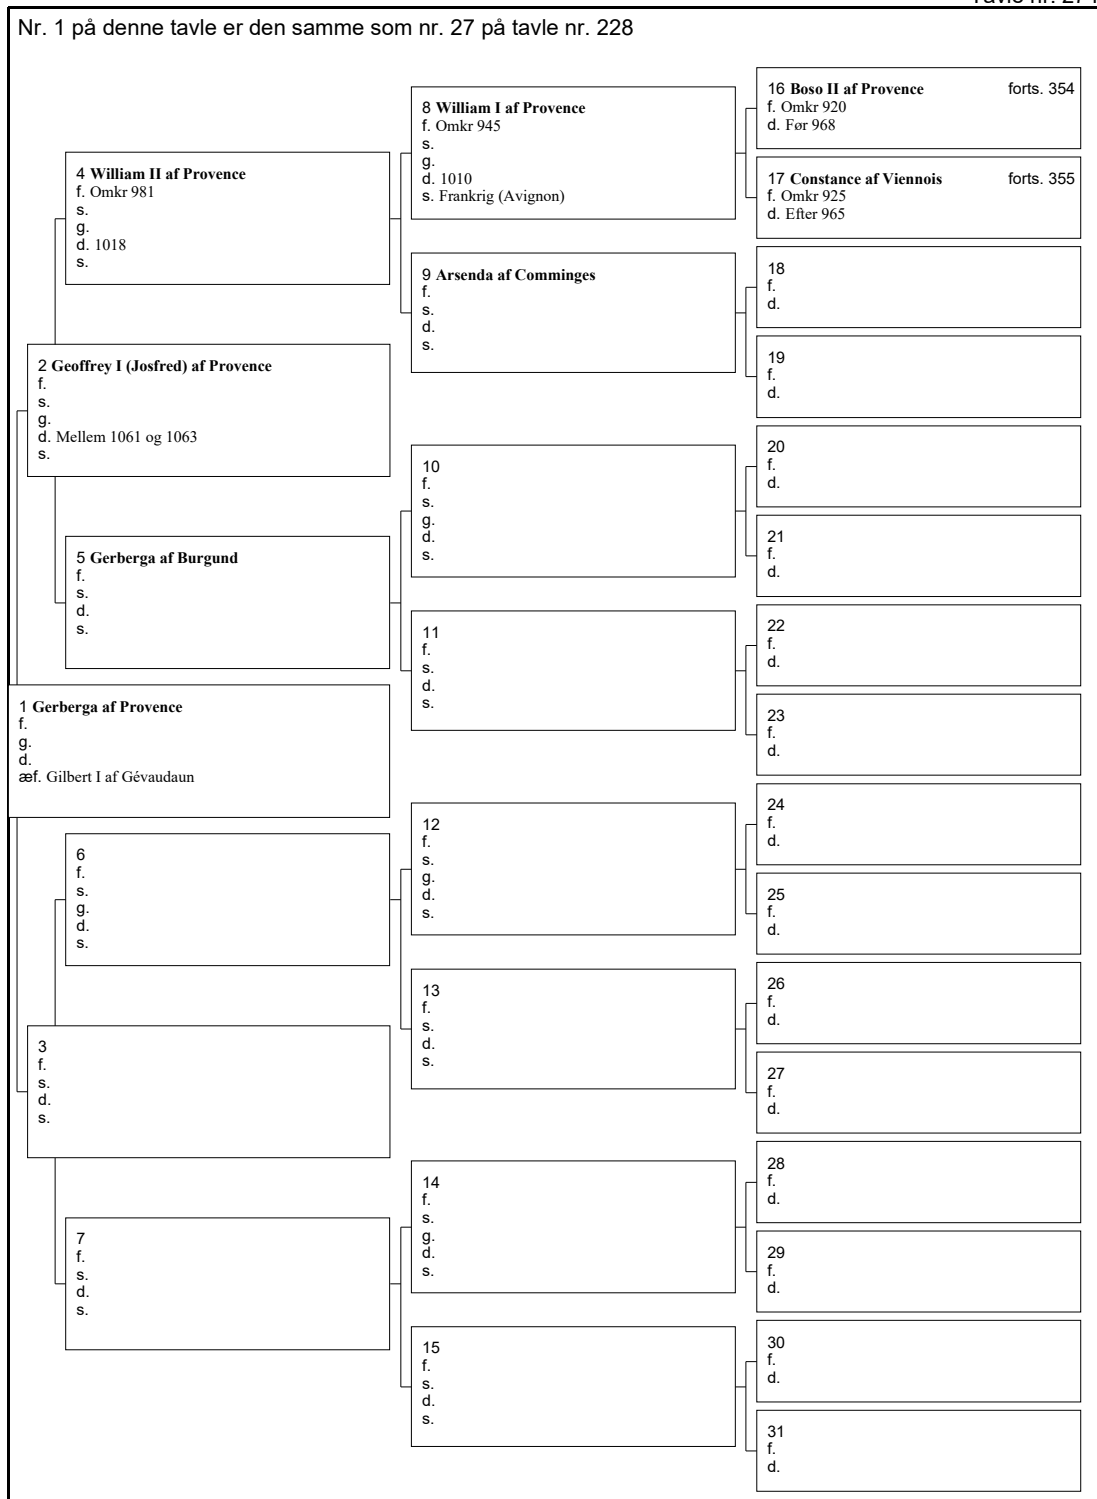 Nr. 1 på denne tavle er den samme som nr. 27 på tavle nr. 228
16 Boso II af Provence forts. 354
f. Omkr 920
d. Før 968
8 William I af Provence
f. Omkr 945
s.
g.
d. 1010
s. Frankrig (Avignon)
4 William II af Provence
f. Omkr 981
s.
g.
d. 1018
s.
17 Constance af Viennois forts. 355
f. Omkr 925
d. Efter 965
9 Arsenda af Comminges
f.
s.
d.
s.
18
f.
d.
19
f.
d.
2 Geoffrey I (Josfred) af Provence
f.
s.
g.
d. Mellem 1061 og 1063
s.
20
f.
d.
10
f.
s.
g.
d.
s.
21
f.
d.
5 Gerberga af Burgund
f.
s.
d.
s.
11
f.
s.
d.
s.
22
f.
d.
23
f.
d.
1 Gerberga af Provence
f.
g.
d.
æf. Gilbert I af Gévaudaun
24
f.
d.
12
f.
s.
g.
d.
s.
6
f.
s.
g.
d.
s.
25
f.
d.
13
f.
s.
d.
s.
26
f.
d.
3
f.
s.
d.
s.
27
f.
d.
28
f.
d.
14
f.
s.
g.
d.
s.
7
f.
s.
d.
s.
29
f.
d.
15
f.
s.
d.
s.
30
f.
d.
31
f.
d.